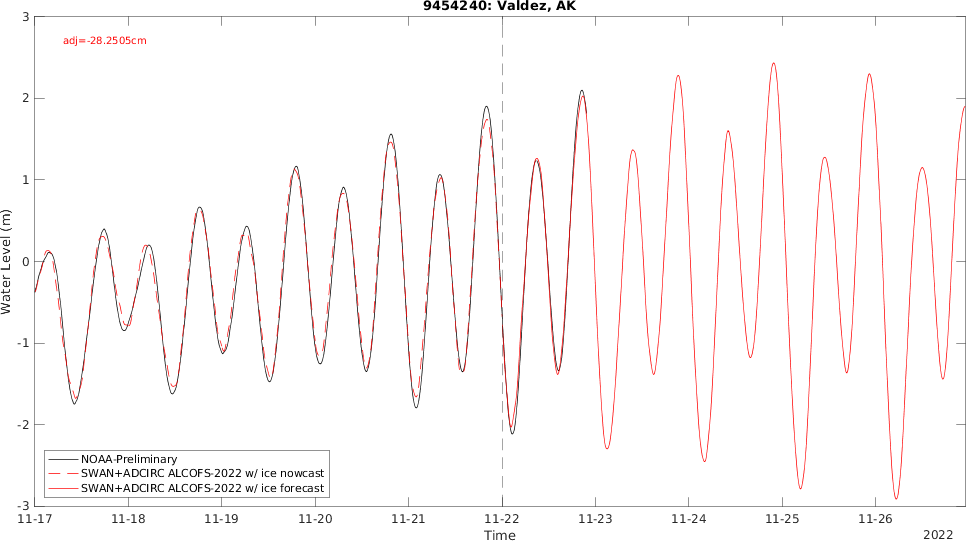 9454240: Valdez, AK
adj=-28.2505cm
3
2
1
0
-1
-2
-3
Water Level (m)
NOAA-Preliminary
SWAN+ADCIRC ALCOFS-2022 w/ ice nowcast
SWAN+ADCIRC ALCOFS-2022 w/ ice forecast
11-17 11-18 11-19 11-20 11-21 11-22 11-23 11-24 11-25 11-26
Time
2022